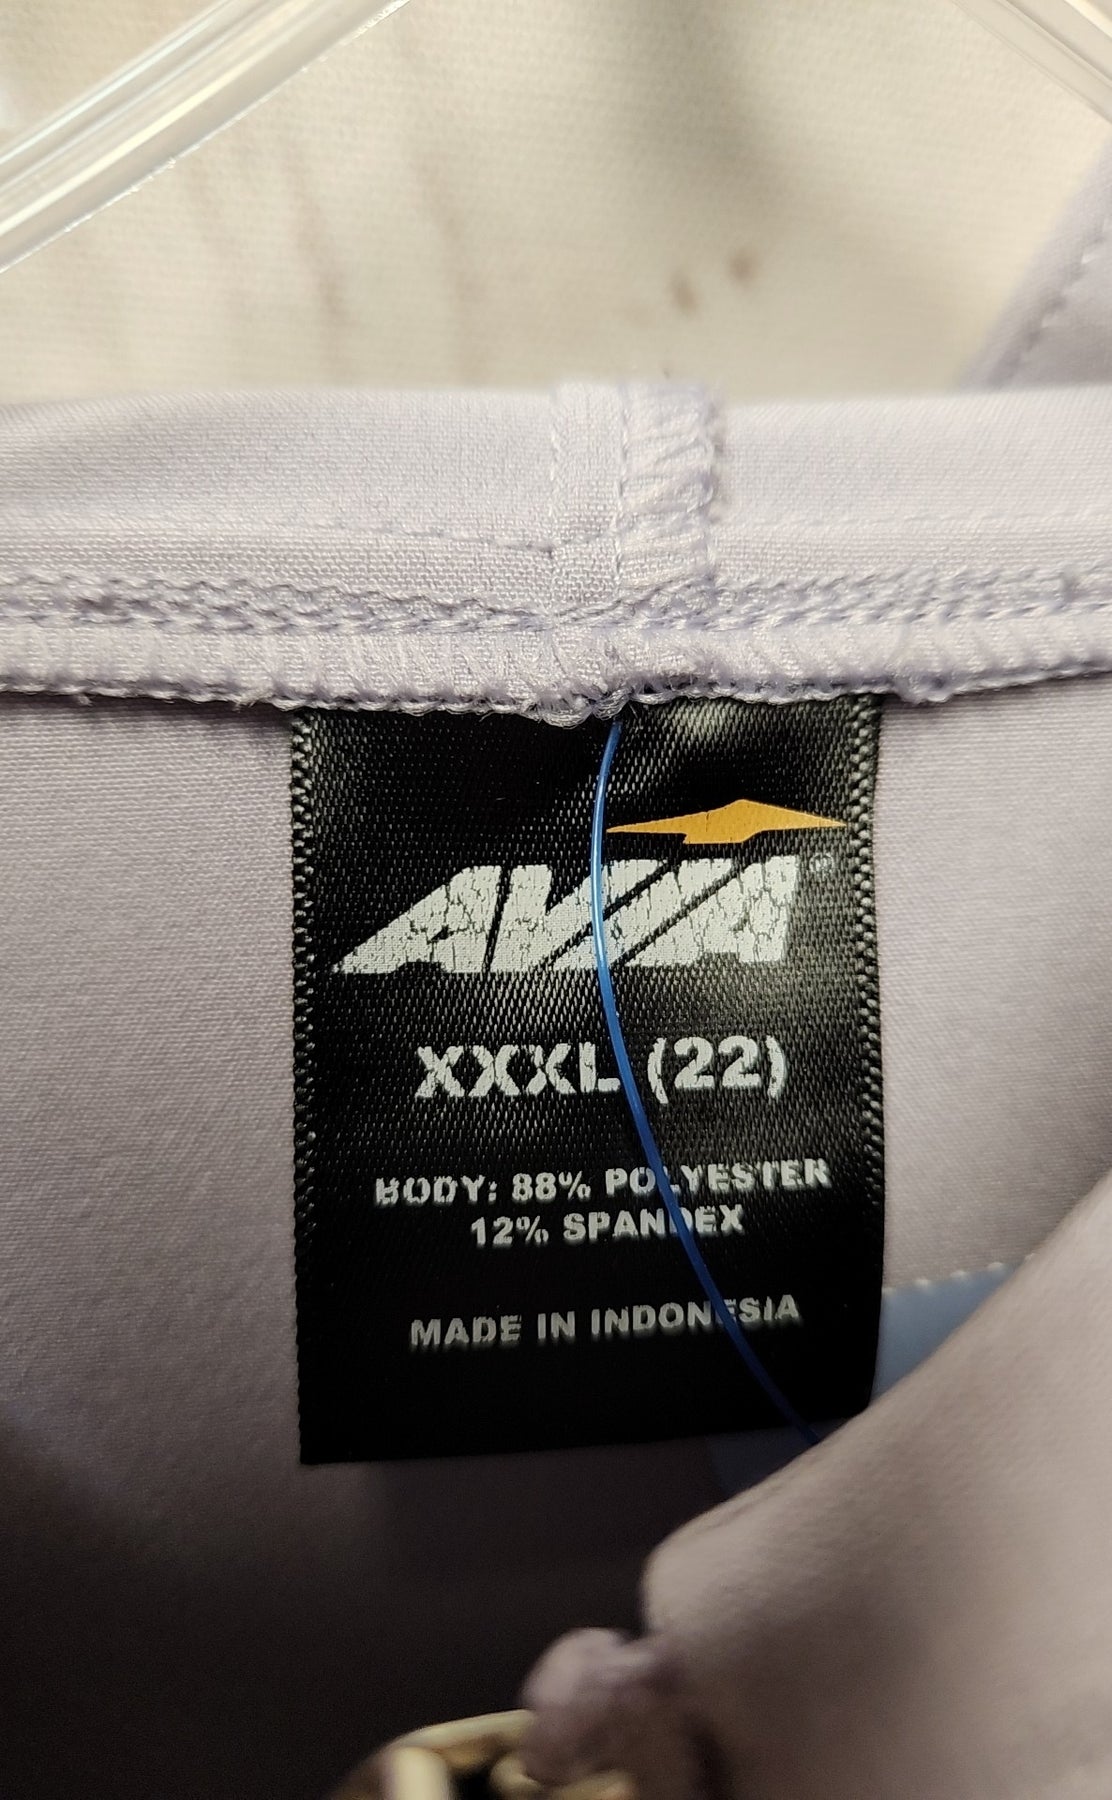 AVIA®
XXXL (22)
BODY: 88% POLYESTER
12% SPANDEX
MADE IN INDONESIA